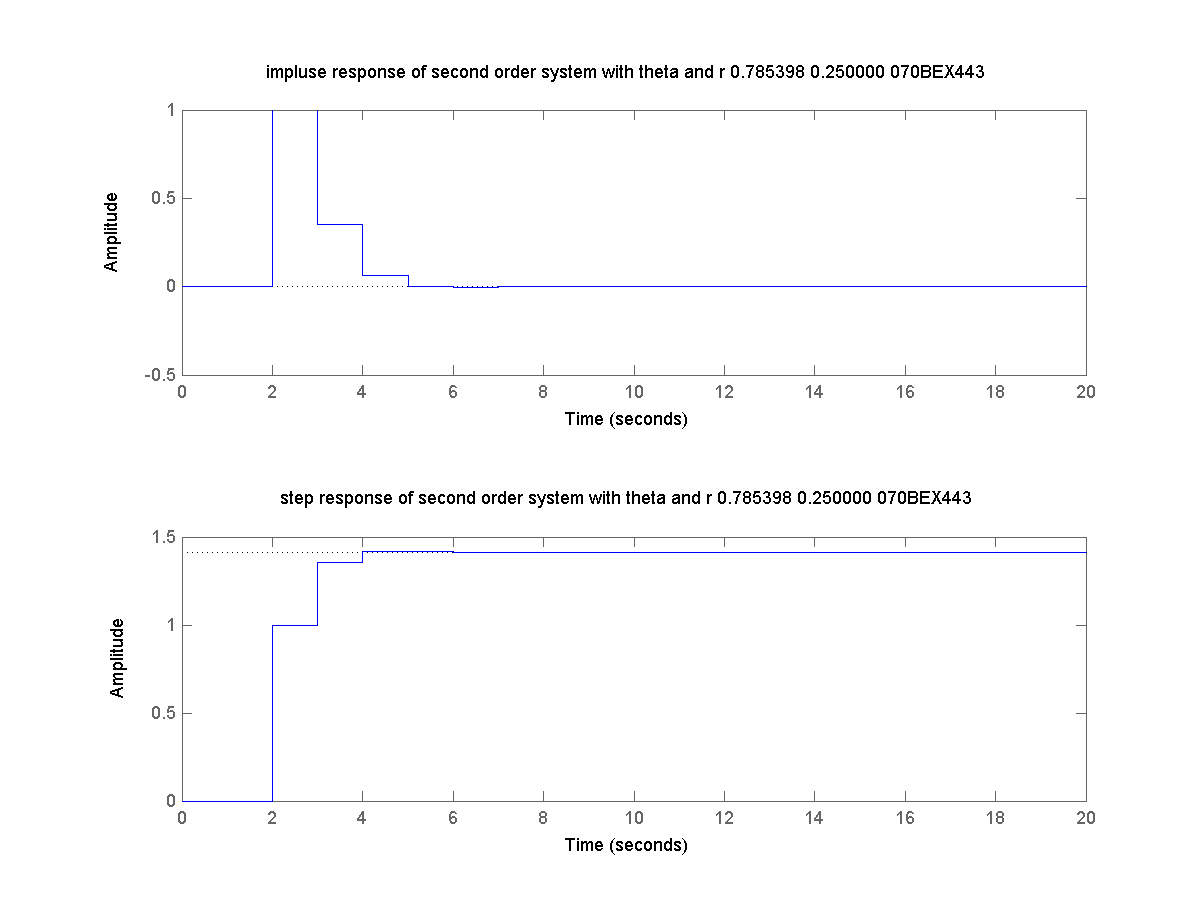 impluse response of second order system with theta and r 0.785398 0.250000 070BEX443
1
0.5
0
-0.5
Amplitude
0 2 4 6 8 10 12 14 16 18 20
Time (seconds)
step response of second order system with theta and r 0.785398 0.250000 070BEX443
1.5
1
0.5
0
Amplitude
0 2 4 6 8 10 12 14 16 18 20
Time (seconds)